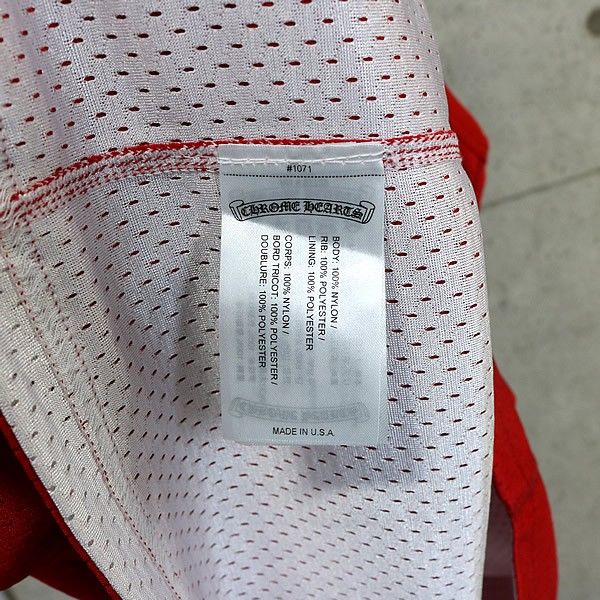 #1071
CHROME HEARTS
BODY: 100% NYLON /
RIB: 100% POLYESTER /
LINING: 100% POLYESTER
CORPS: 100% NYLON /
BORD TRICOT: 100% POLYESTER /
DOUBLURE: 100% POLYESTER
MADE IN U.S.A.